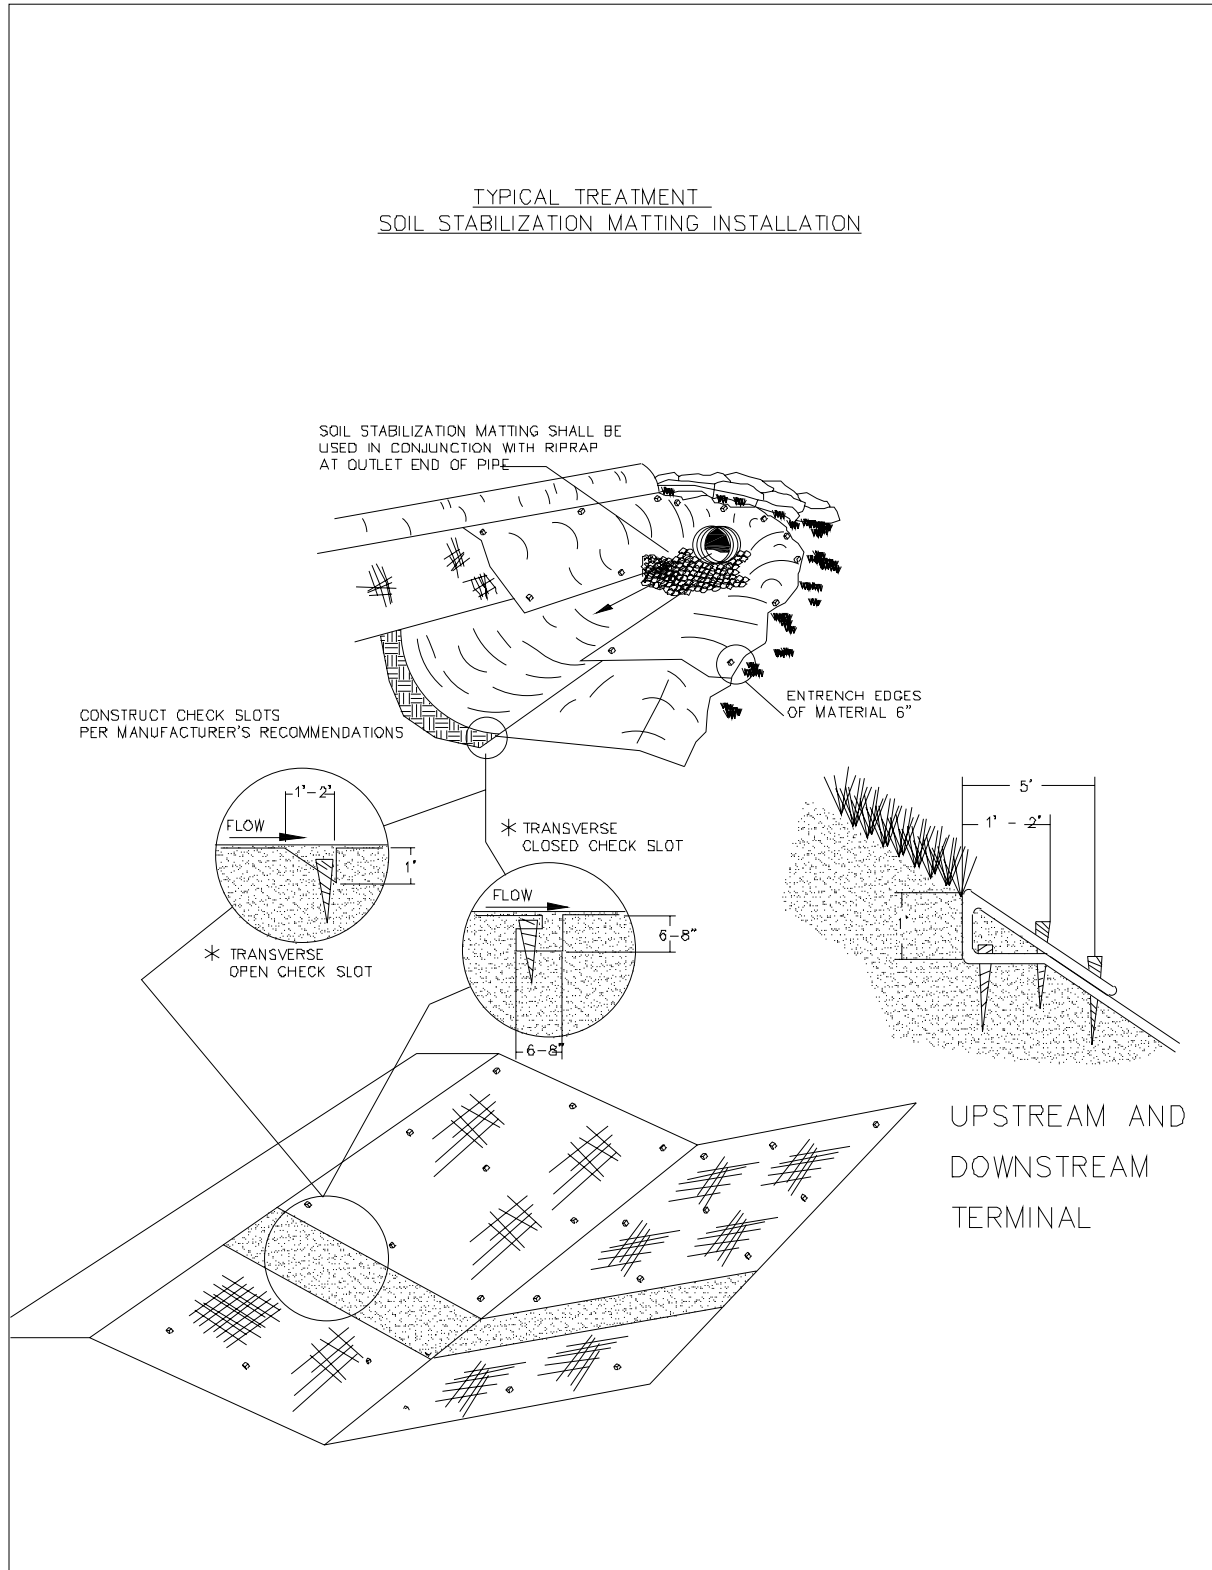 TYPICAL TREATMENT
SOIL STABILIZATION MATTING INSTALLATION
SOIL STABILIZATION MATTING SHALL BE
USED IN CONJUNCTION WITH RIPRAP
AT OUTLET END OF PIPE
ENTRENCH EDGES
OF MATERIAL 6"
CONSTRUCT CHECK SLOTS
PER MANUFACTURER'S RECOMMENDATIONS
1'-2'
FLOW
1'
* TRANSVERSE
OPEN CHECK SLOT
* TRANSVERSE
CLOSED CHECK SLOT
FLOW
6-8"
6-8"
5'
1' - 2'
1'
UPSTREAM AND
DOWNSTREAM
TERMINAL